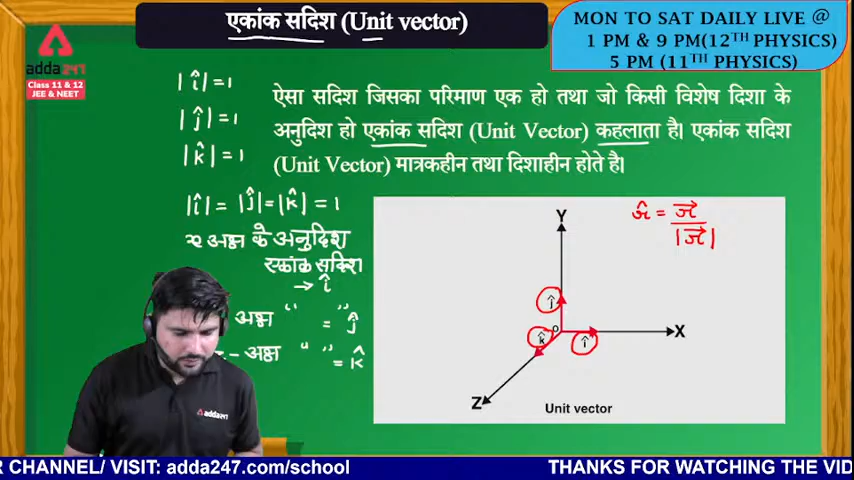 एकांक सदिश (Unit vector)
MON TO SAT DAILY LIVE @
1 PM & 9 PM(12TH PHYSICS)
5 PM (11TH PHYSICS)
adda247
Class 11 & 12
JEE & NEET
|î|=1
|ĵ|=1
|k̂|=1
ऐसा सदिश जिसका परिमाण एक हो तथा जो किसी विशेष दिशा के
अनुदिश हो एकांक सदिश (Unit Vector) कहलाता है। एकांक सदिश
(Unit Vector) मात्रकहीन तथा दिशाहीन होते है।
|î|=|ĵ|=|k̂|=1
x अक्ष के अनुदिश
एकांक सदिश
→ î
अक्ष " " = ĵ
- अक्ष " " = k̂
r̂ = r⃗ / |r⃗|
Y
ĵ
O
X
k̂
î
Z
Unit vector
adda247
R CHANNEL/ VISIT: adda247.com/school
THANKS FOR WATCHING THE VID